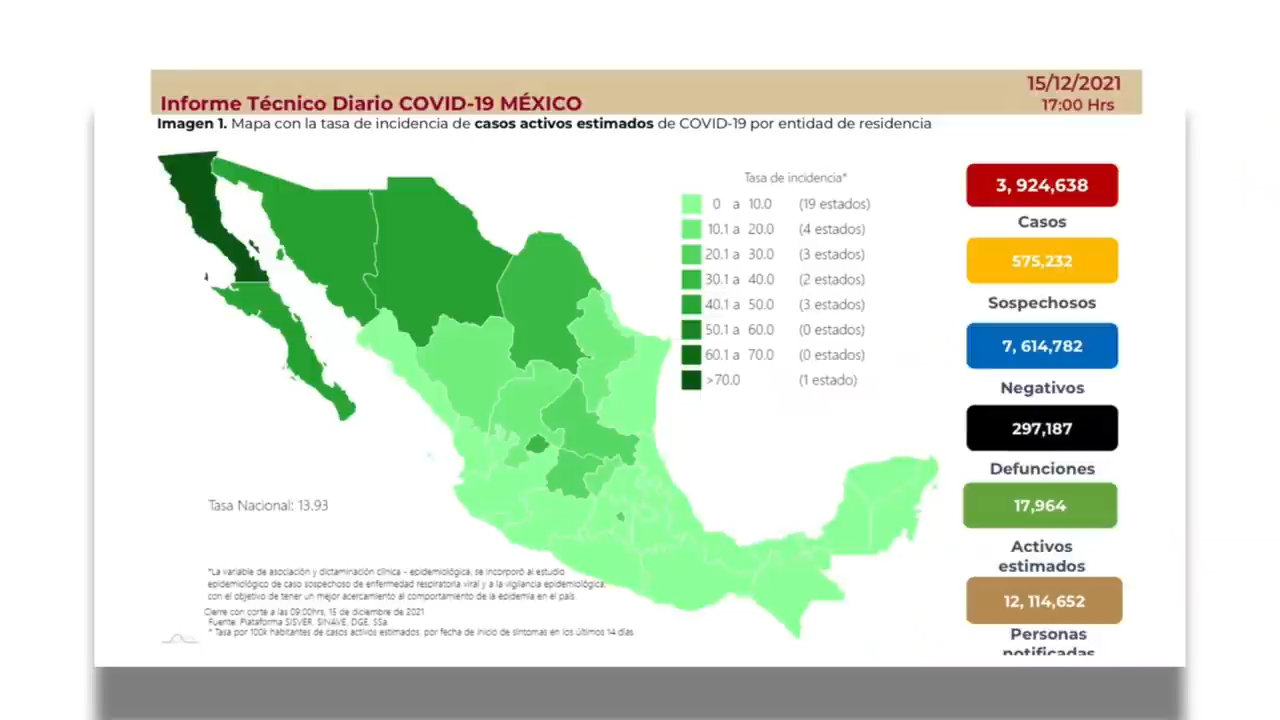 15/12/2021
Informe Técnico Diario COVID-19 MÉXICO
17:00 Hrs
Imagen 1. Mapa con la tasa de incidencia de casos activos estimados de COVID-19 por entidad de residencia
Tasa de incidencia*
0 a 10.0 (19 estados)
10.1 a 20.0 (4 estados)
20.1 a 30.0 (3 estados)
30.1 a 40.0 (2 estados)
40.1 a 50.0 (3 estados)
50.1 a 60.0 (0 estados)
60.1 a 70.0 (0 estados)
>70.0 (1 estado)
3, 924,638
Casos
575,232
Sospechosos
7, 614,782
Negativos
297,187
Defunciones
17,964
Activos
estimados
12, 114,652
Personas
notificadas
Tasa Nacional: 13.93
*La variable de asociación y dictaminación clínica - epidemiológica, se incorporó al estudio
epidemiológico de caso sospechoso de enfermedad respiratoria viral y a la vigilancia epidemiológica,
con el objetivo de tener un mejor acercamiento al comportamiento de la epidemia en el país.
Cierre con corte a las 09:00hrs, 15 de diciembre de 2021
Fuente: Plataforma SISVER, SINAVE, DGE, SSa.
* Tasa por 100k habitantes de casos activos estimados, por fecha de inicio de síntomas en los últimos 14 días